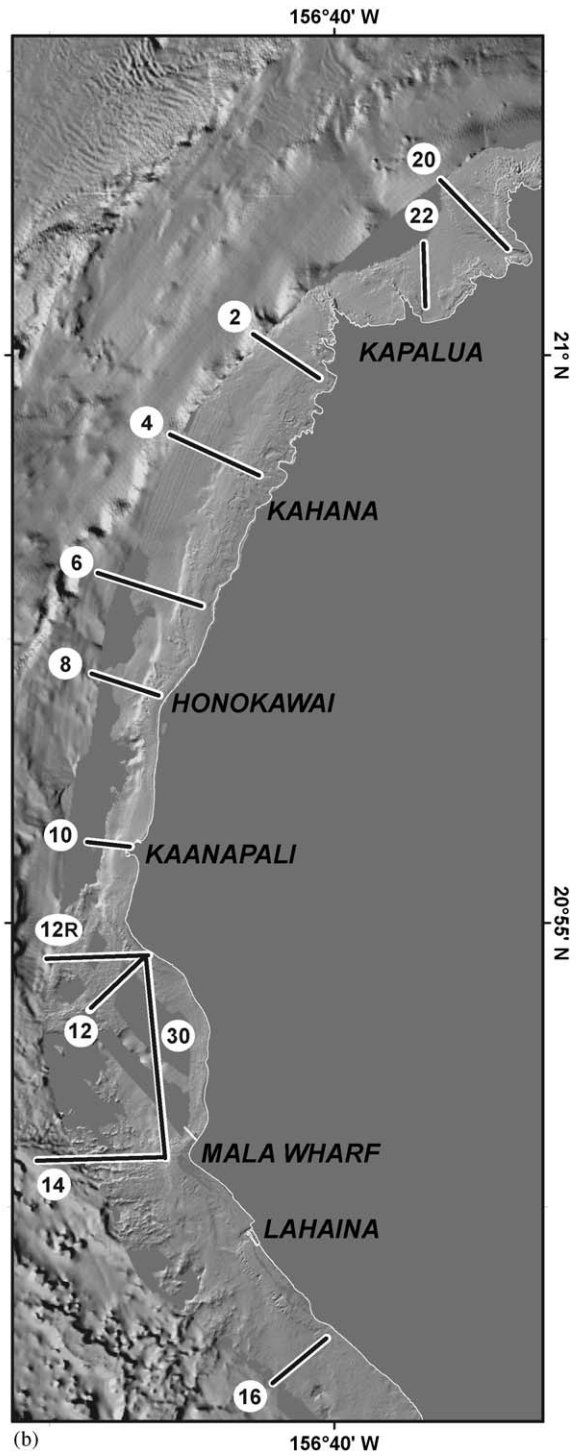 156°40' W
20
22
2
KAPALUA
21° N
4
KAHANA
6
8
HONOKAWAI
10
KAANAPALI
12R
20°55' N
12
30
MALA WHARF
14
LAHAINA
16
(b)
156°40' W